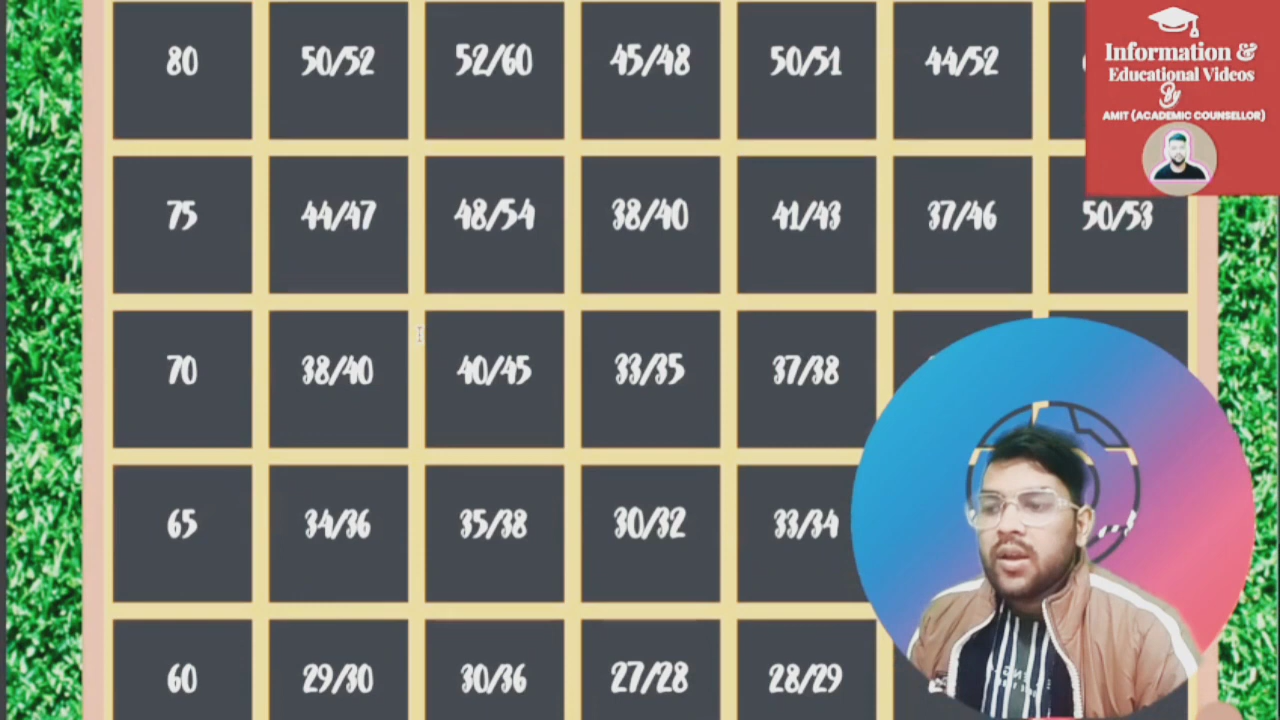 80 50/52 52/60 45/48 50/51 44/52
75 44/47 48/54 38/40 41/43 37/46 50/53
70 38/40 40/45 33/35 37/38
65 34/36 35/38 30/32 33/34
60 29/30 30/36 27/28 28/29
Information &
Educational Videos
By
AMIT (ACADEMIC COUNSELLOR)